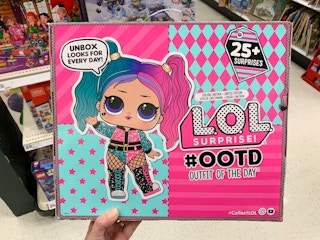 UNBOX
LOOKS FOR
EVERY DAY!
25+
SURPRISES
L.O.L
SURPRISE!
#OOTD
OUTFIT OF THE DAY
#CollectLOL